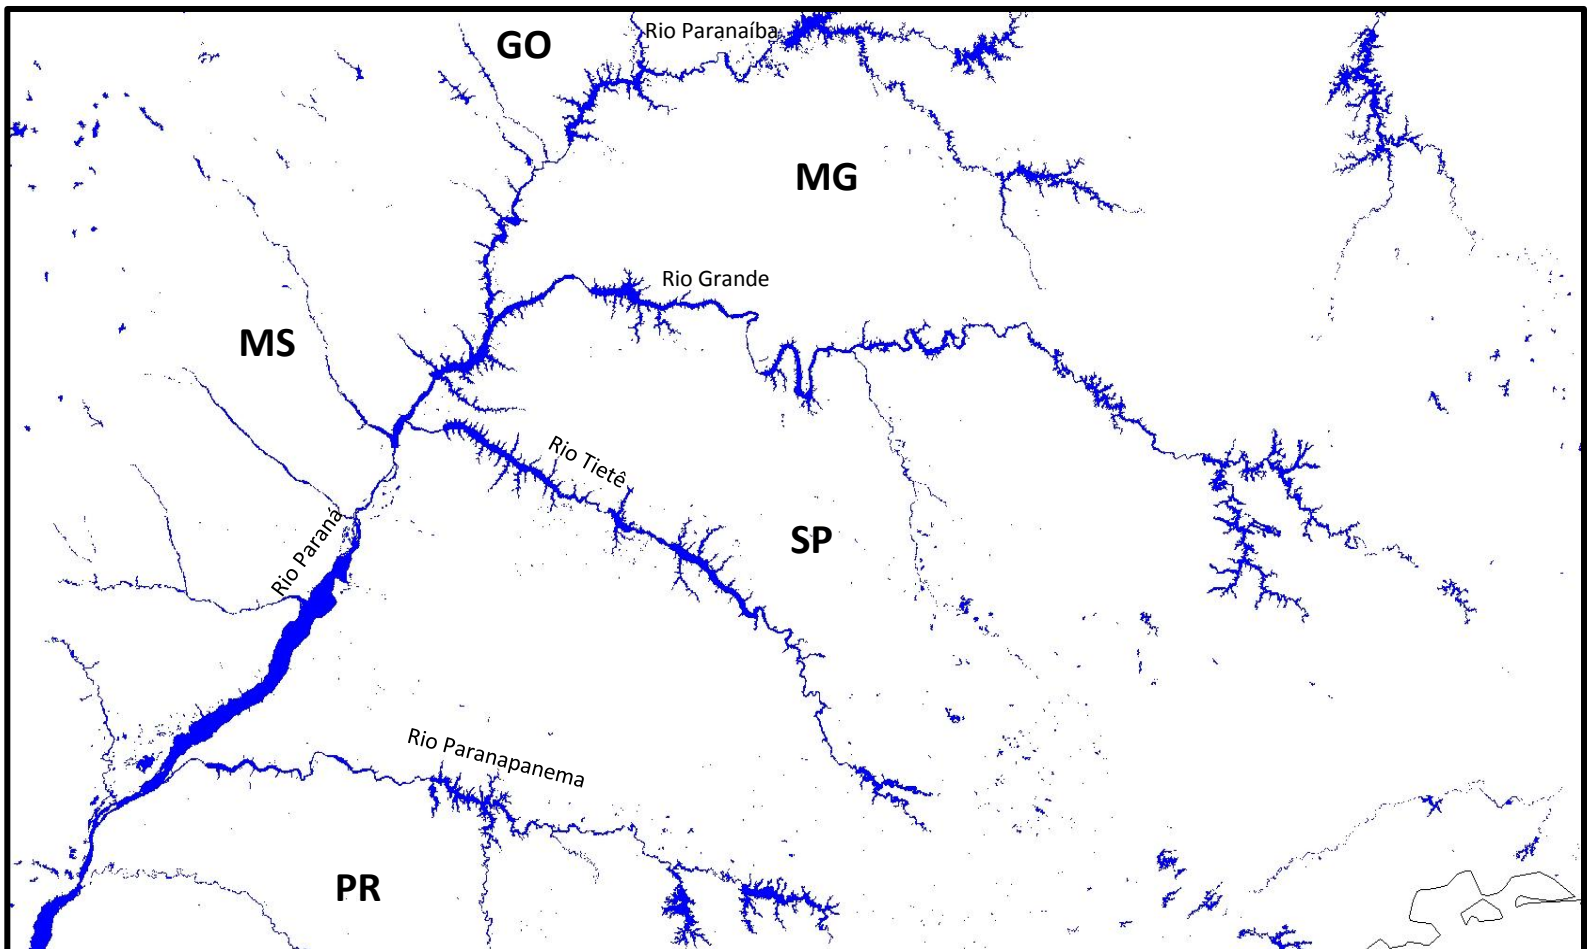 GO
Rio Paranaíba
MG
Rio Grande
MS
Rio Tietê
SP
Rio Paraná
Rio Paranapanema
PR